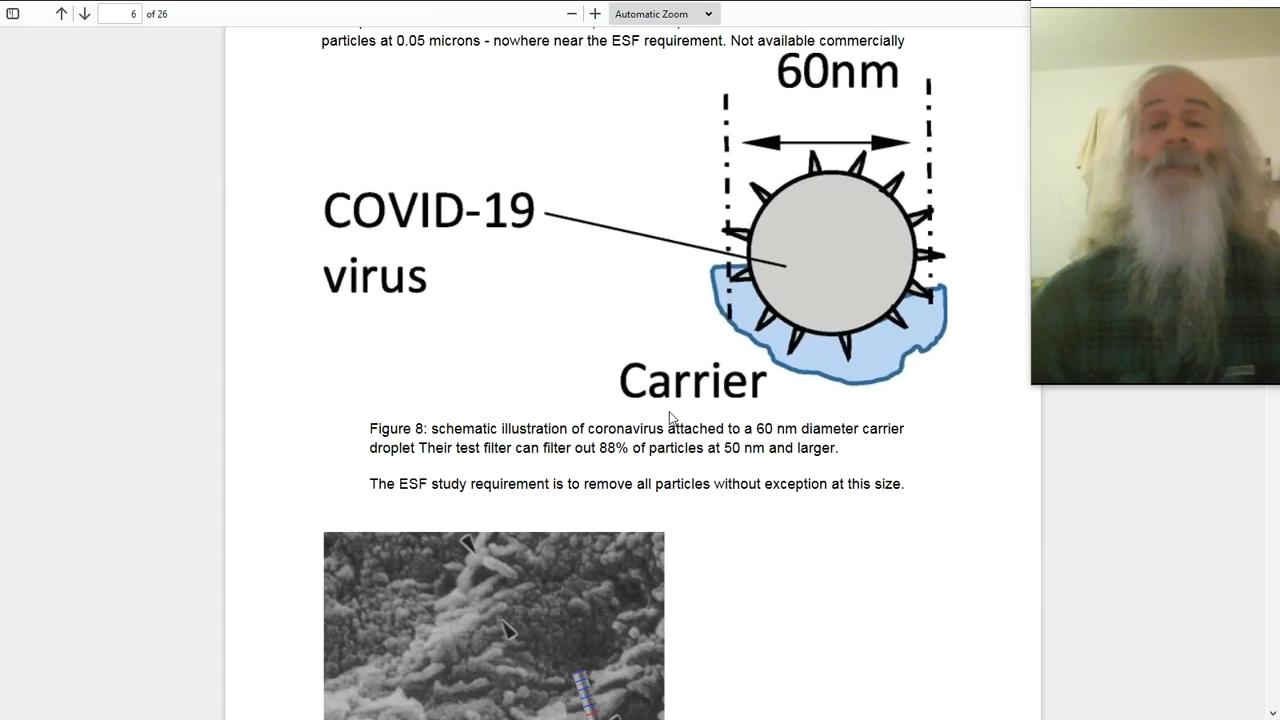 6 of 26
Automatic Zoom
particles at 0.05 microns - nowhere near the ESF requirement. Not available commercially
60nm
COVID-19
virus
Carrier
Figure 8: schematic illustration of coronavirus attached to a 60 nm diameter carrier
droplet Their test filter can filter out 88% of particles at 50 nm and larger.
The ESF study requirement is to remove all particles without exception at this size.